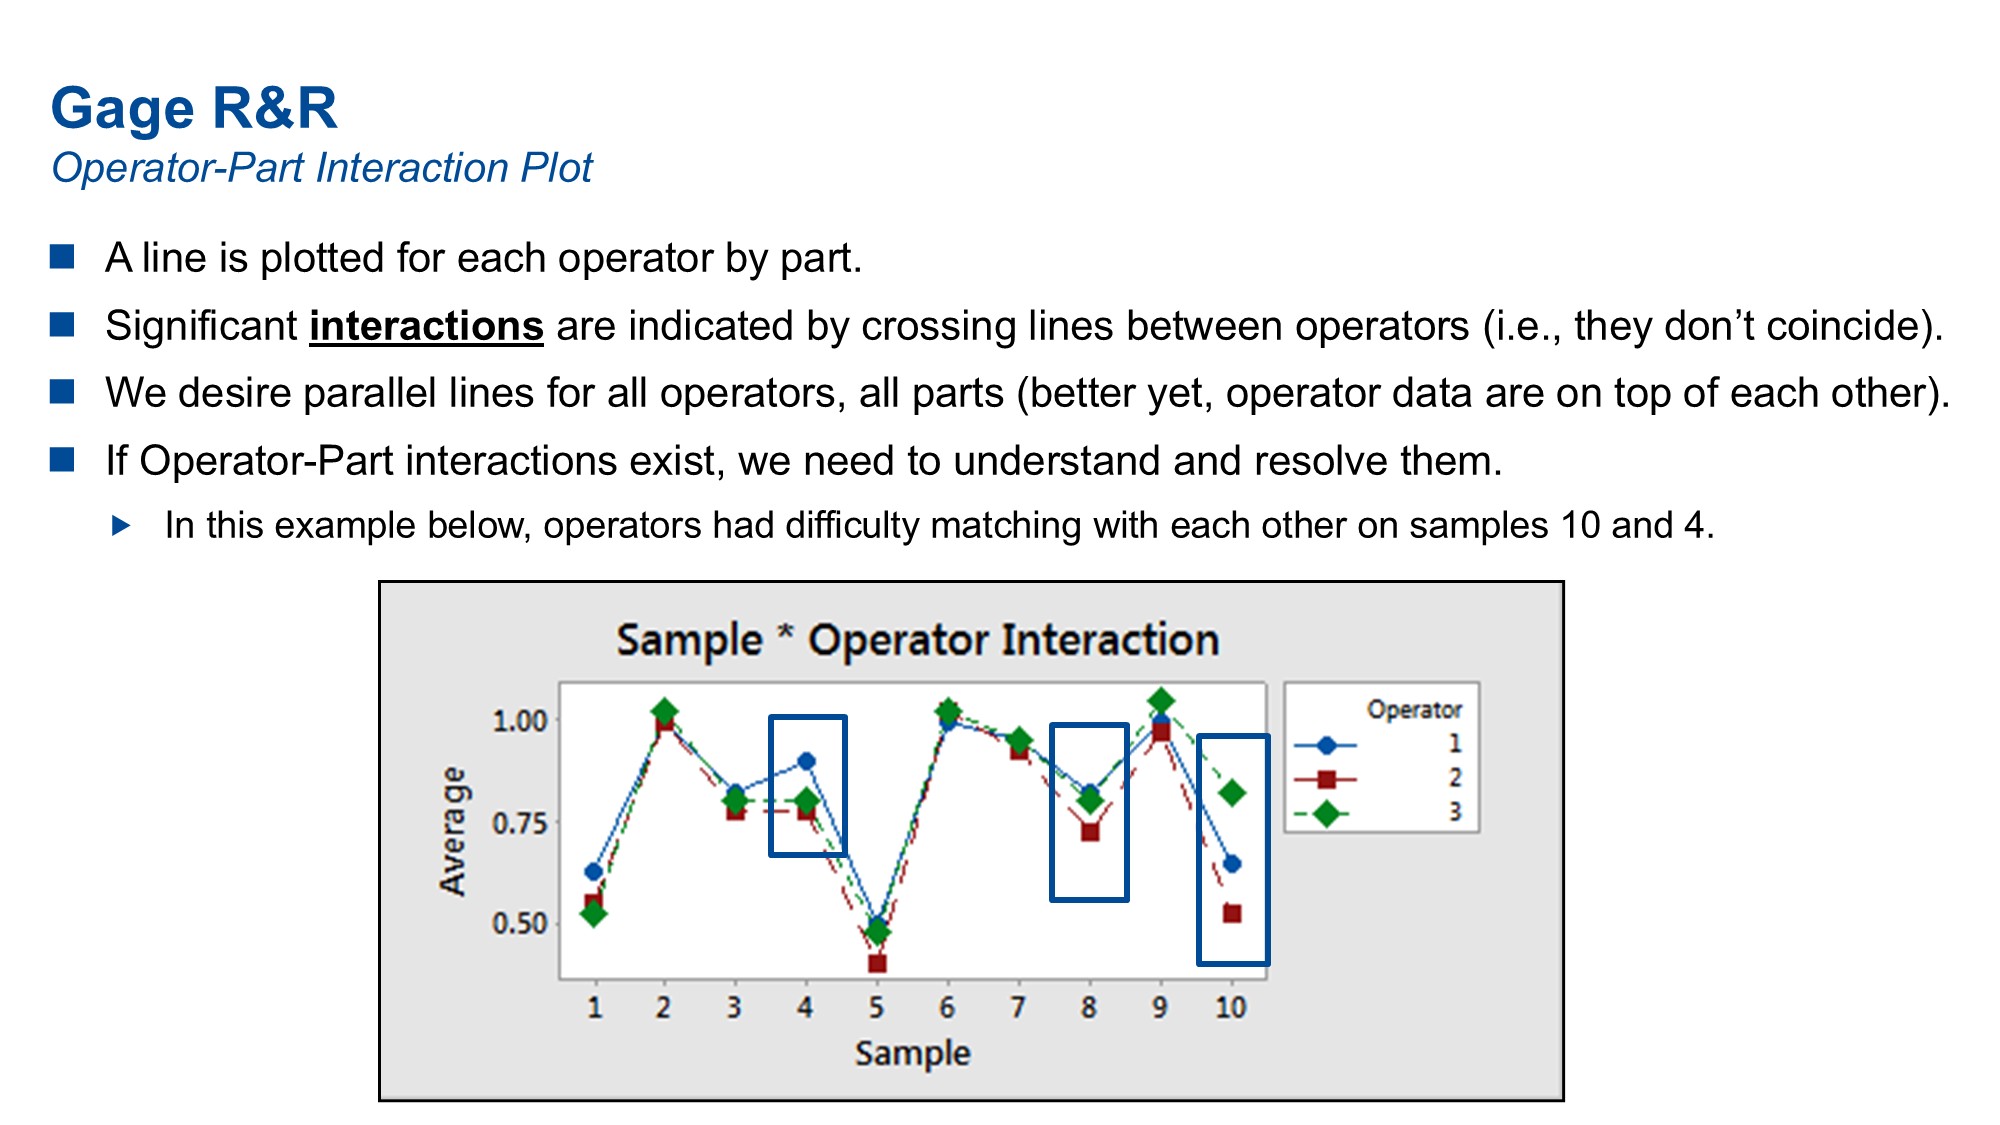 Gage R&R
Operator-Part Interaction Plot
A line is plotted for each operator by part.
Significant interactions are indicated by crossing lines between operators (i.e., they don’t coincide).
We desire parallel lines for all operators, all parts (better yet, operator data are on top of each other).
If Operator-Part interactions exist, we need to understand and resolve them.
In this example below, operators had difficulty matching with each other on samples 10 and 4.
Sample * Operator Interaction
Average
1.00
0.75
0.50
1 2 3 4 5 6 7 8 9 10
Sample
Operator
1
2
3